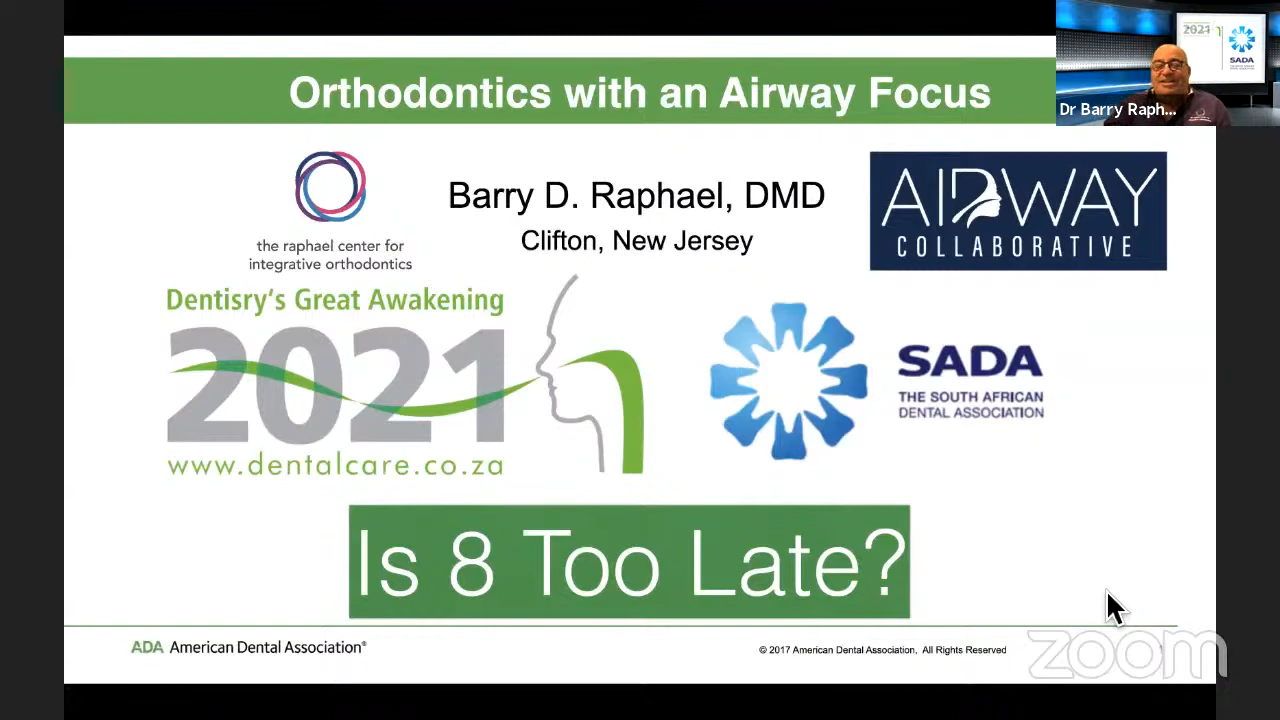 Orthodontics with an Airway Focus
2021
SADA
Dr Barry Raph...
the raphael center for
integrative orthodontics
Barry D. Raphael, DMD
Clifton, New Jersey
AIRWAY
COLLABORATIVE
Dentisry's Great Awakening
2021
www.dentalcare.co.za
SADA
THE SOUTH AFRICAN
DENTAL ASSOCIATION
Is 8 Too Late?
ADA American Dental Association®
© 2017 American Dental Association, All Rights Reserved
zoom